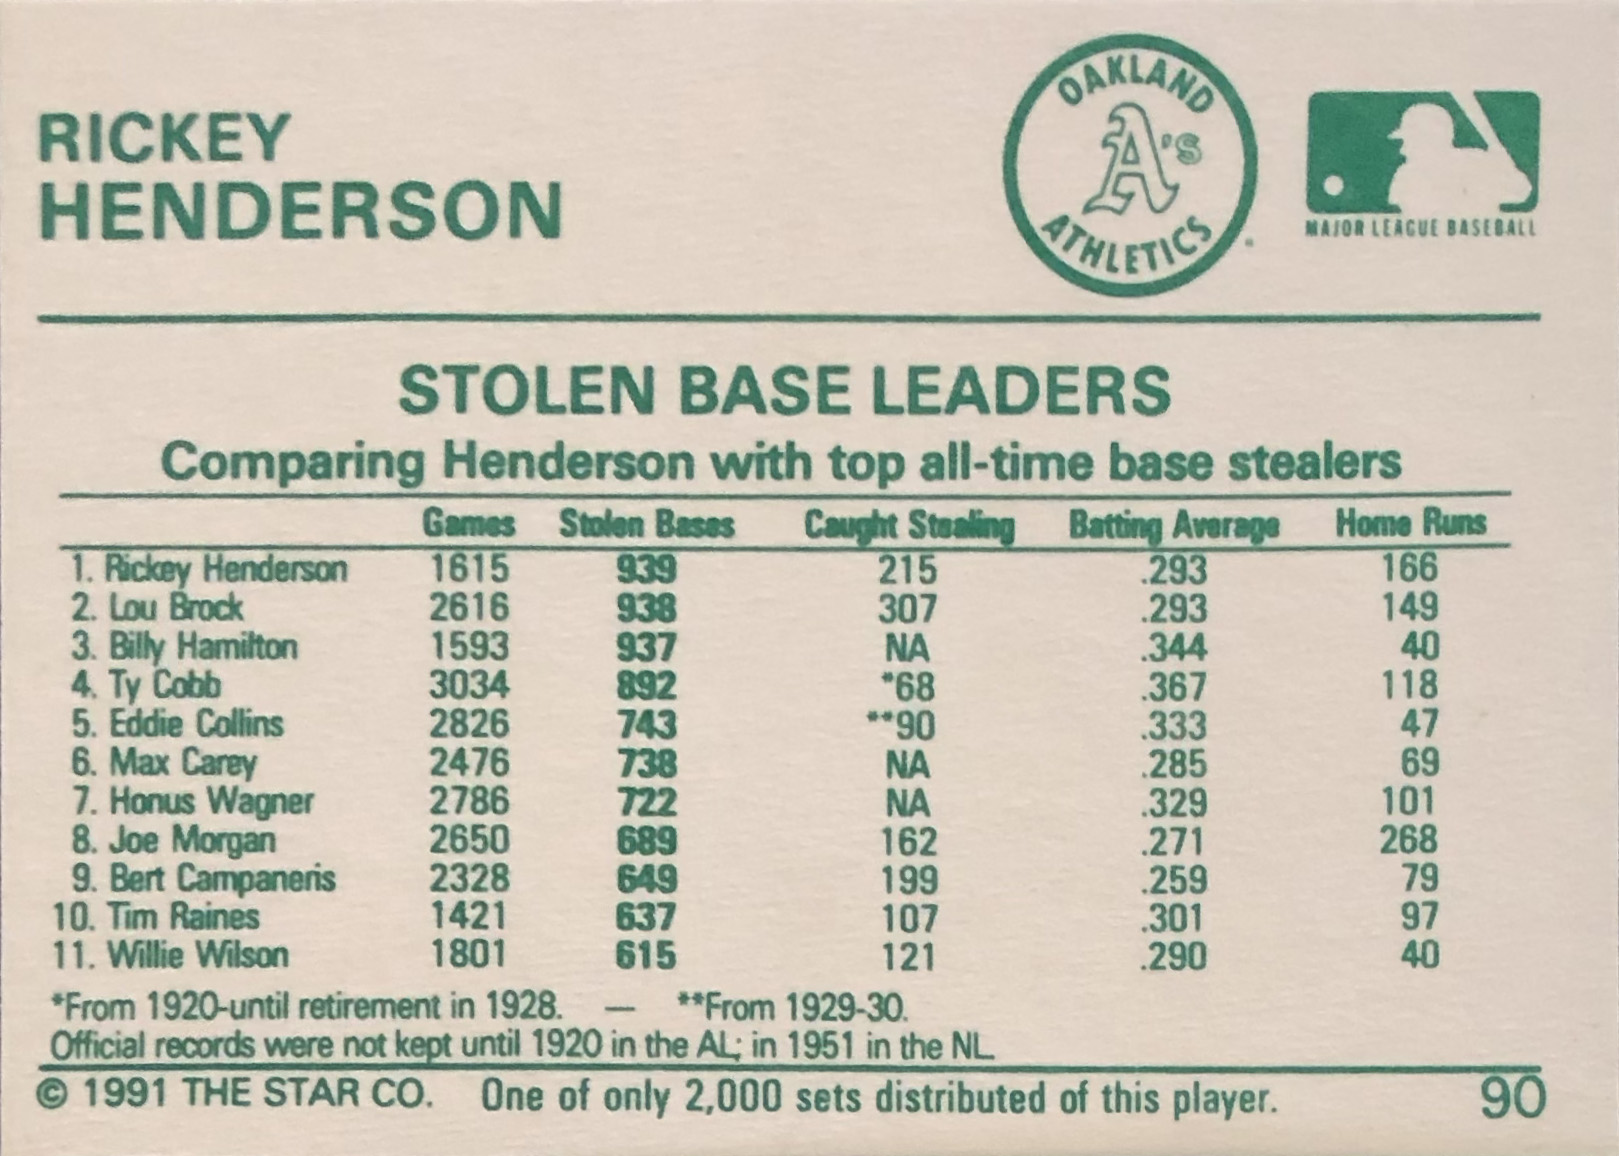 RICKEY
HENDERSON
OAKLAND
A's
ATHLETICS
MAJOR LEAGUE BASEBALL
STOLEN BASE LEADERS
Comparing Henderson with top all-time base stealers
Games Stolen Bases Caught Stealing Batting Average Home Runs
1. Rickey Henderson 1615 939 215 .293 166
2. Lou Brock 2616 938 307 .293 149
3. Billy Hamilton 1593 937 NA .344 40
4. Ty Cobb 3034 892 *68 .367 118
5. Eddie Collins 2826 743 **90 .333 47
6. Max Carey 2476 738 NA .285 69
7. Honus Wagner 2786 722 NA .329 101
8. Joe Morgan 2650 689 162 .271 268
9. Bert Campaneris 2328 649 199 .259 79
10. Tim Raines 1421 637 107 .301 97
11. Willie Wilson 1801 615 121 .290 40
*From 1920-until retirement in 1928. — **From 1929-30.
Official records were not kept until 1920 in the AL; in 1951 in the NL.
© 1991 THE STAR CO. One of only 2,000 sets distributed of this player. 90